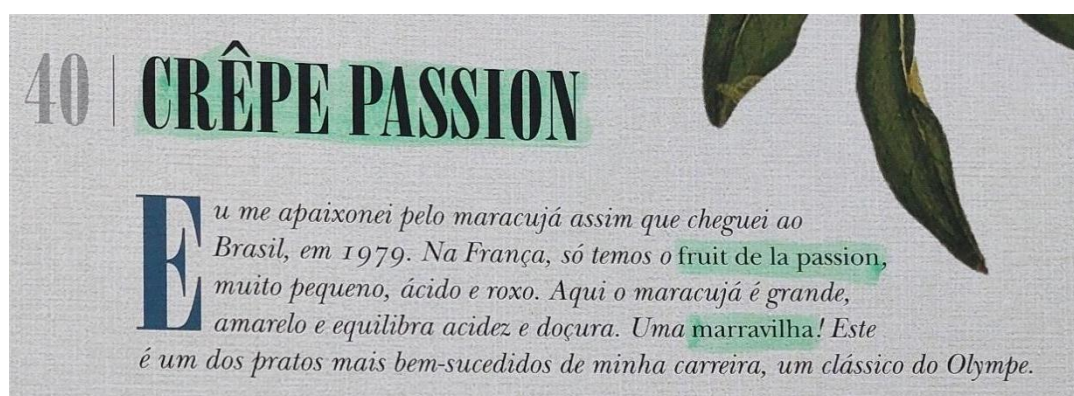 40 | CRÊPE PASSION
Eu me apaixonei pelo maracujá assim que cheguei ao
Brasil, em 1979. Na França, só temos o fruit de la passion,
muito pequeno, ácido e roxo. Aqui o maracujá é grande,
amarelo e equilibra acidez e doçura. Uma marravilha! Este
é um dos pratos mais bem-sucedidos de minha carreira, um clássico do Olympe.